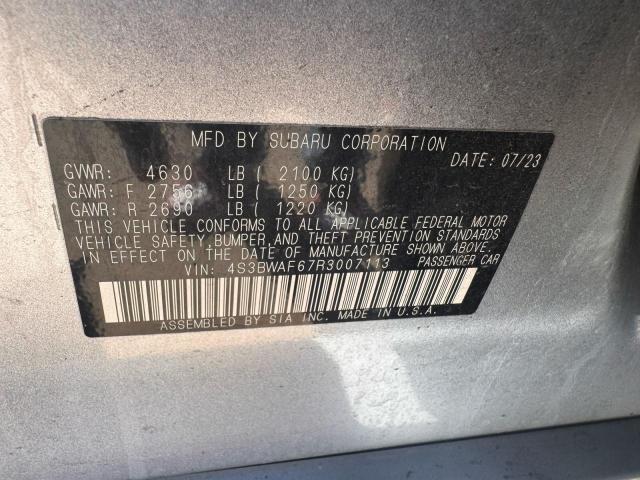 MFD BY SUBARU CORPORATION
DATE: 07/23
GVWR: 4630 LB ( 2100 KG)
GAWR: F 2756 LB ( 1250 KG)
GAWR: R 2690 LB ( 1220 KG)
THIS VEHICLE CONFORMS TO ALL APPLICABLE FEDERAL MOTOR
VEHICLE SAFETY, BUMPER, AND THEFT PREVENTION STANDARDS
IN EFFECT ON THE DATE OF MANUFACTURE SHOWN ABOVE.
VIN: 4S3BWAF67R3007113 PASSENGER CAR
ASSEMBLED BY SIA INC. MADE IN U.S.A.